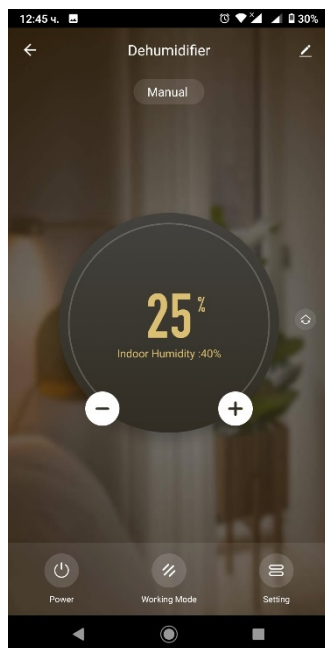 12:45 ч. 30%
Dehumidifier
Manual
25 %
Indoor Humidity :40%
Power Working Mode Setting